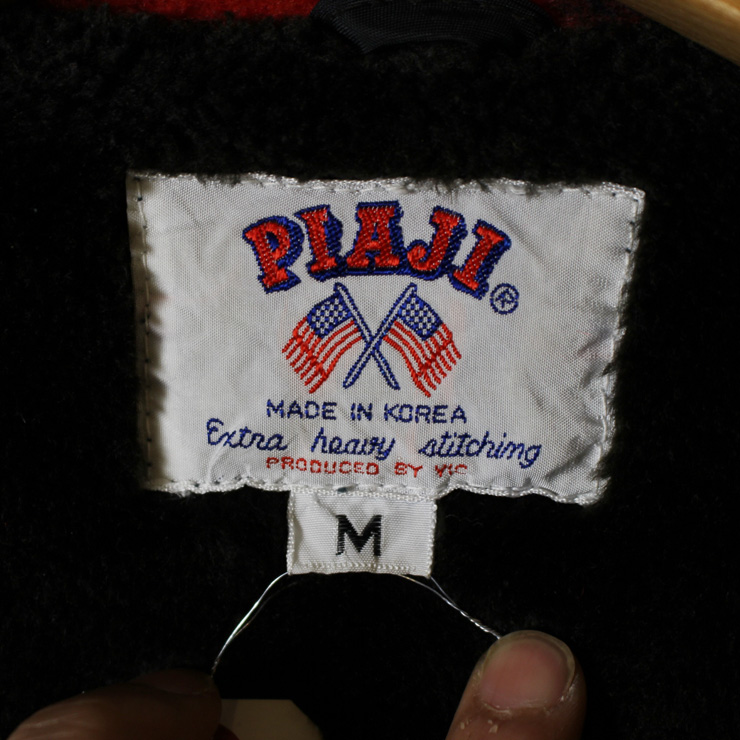 PIAJI®
MADE IN KOREA
Extra heavy stitching
PRODUCED BY VIC
M